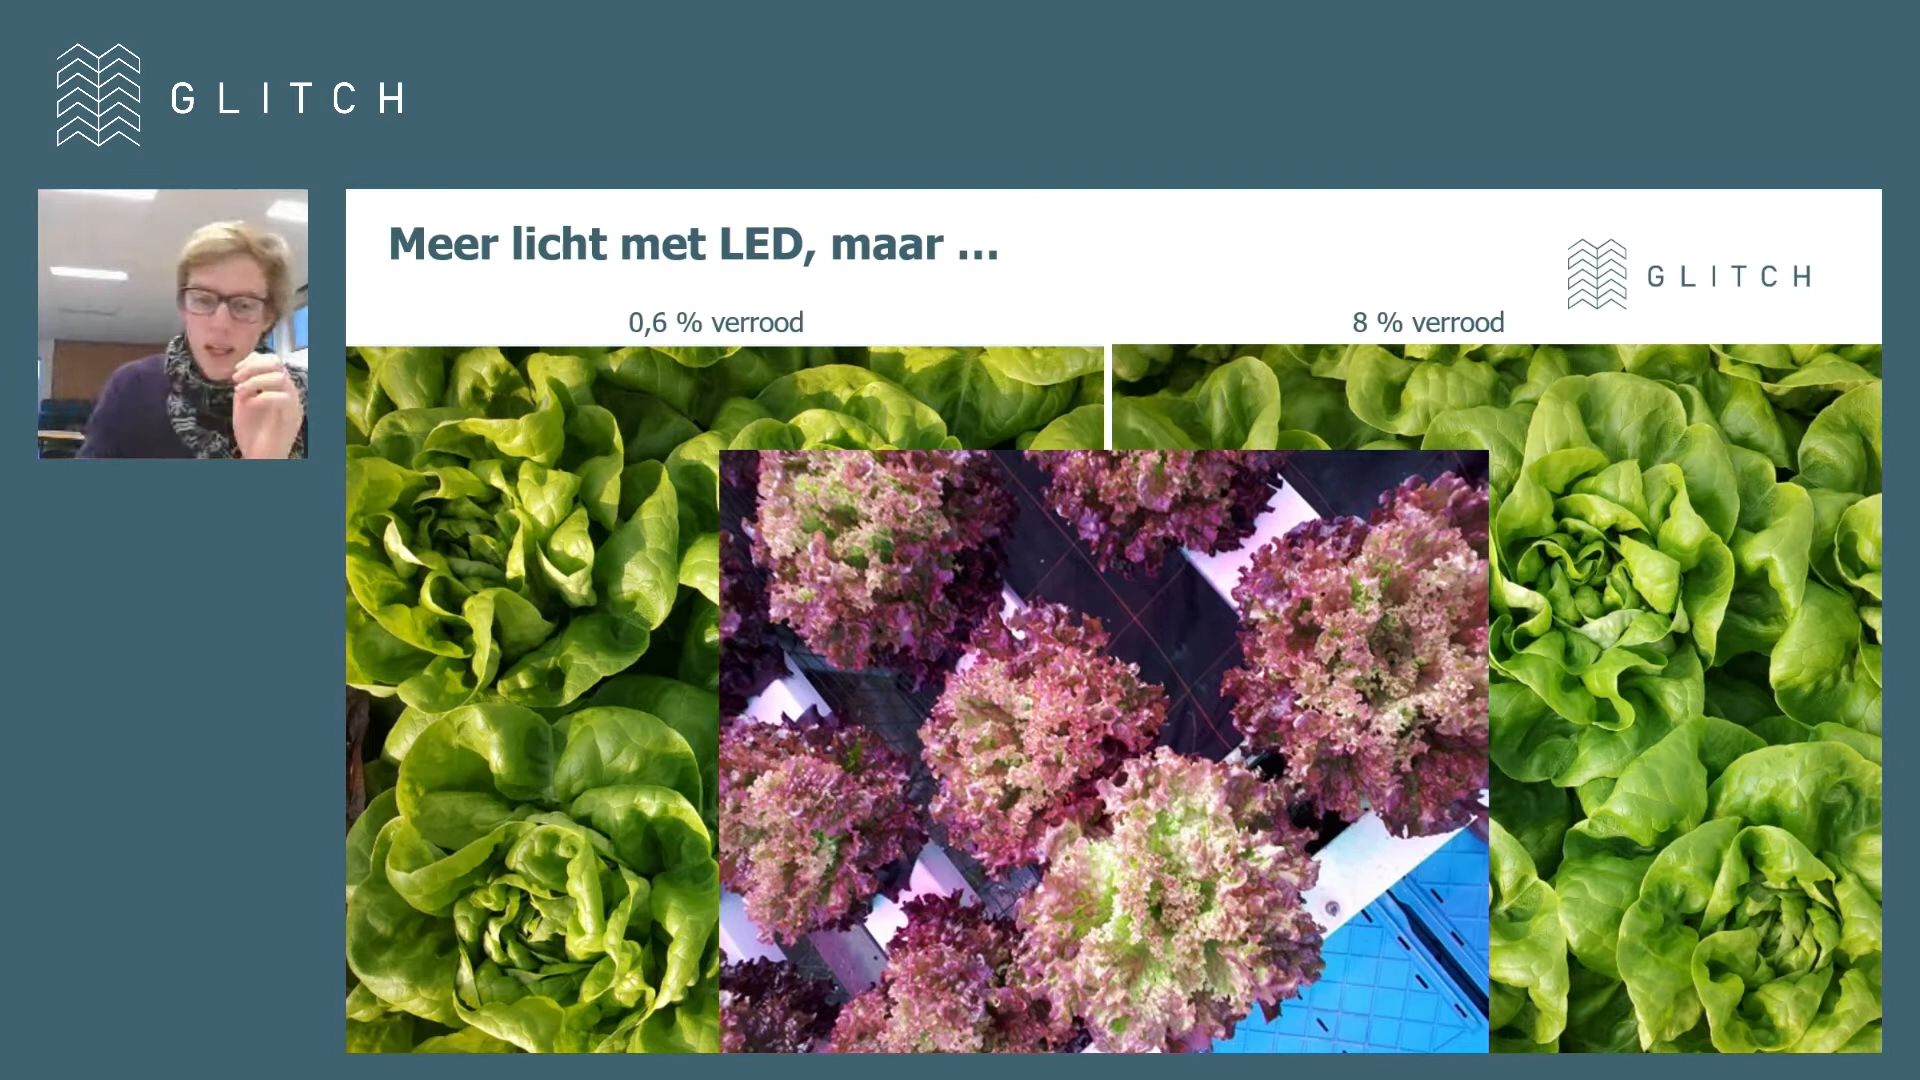 GLITCH
Meer licht met LED, maar ...
GLITCH
0,6 % verrood
8 % verrood